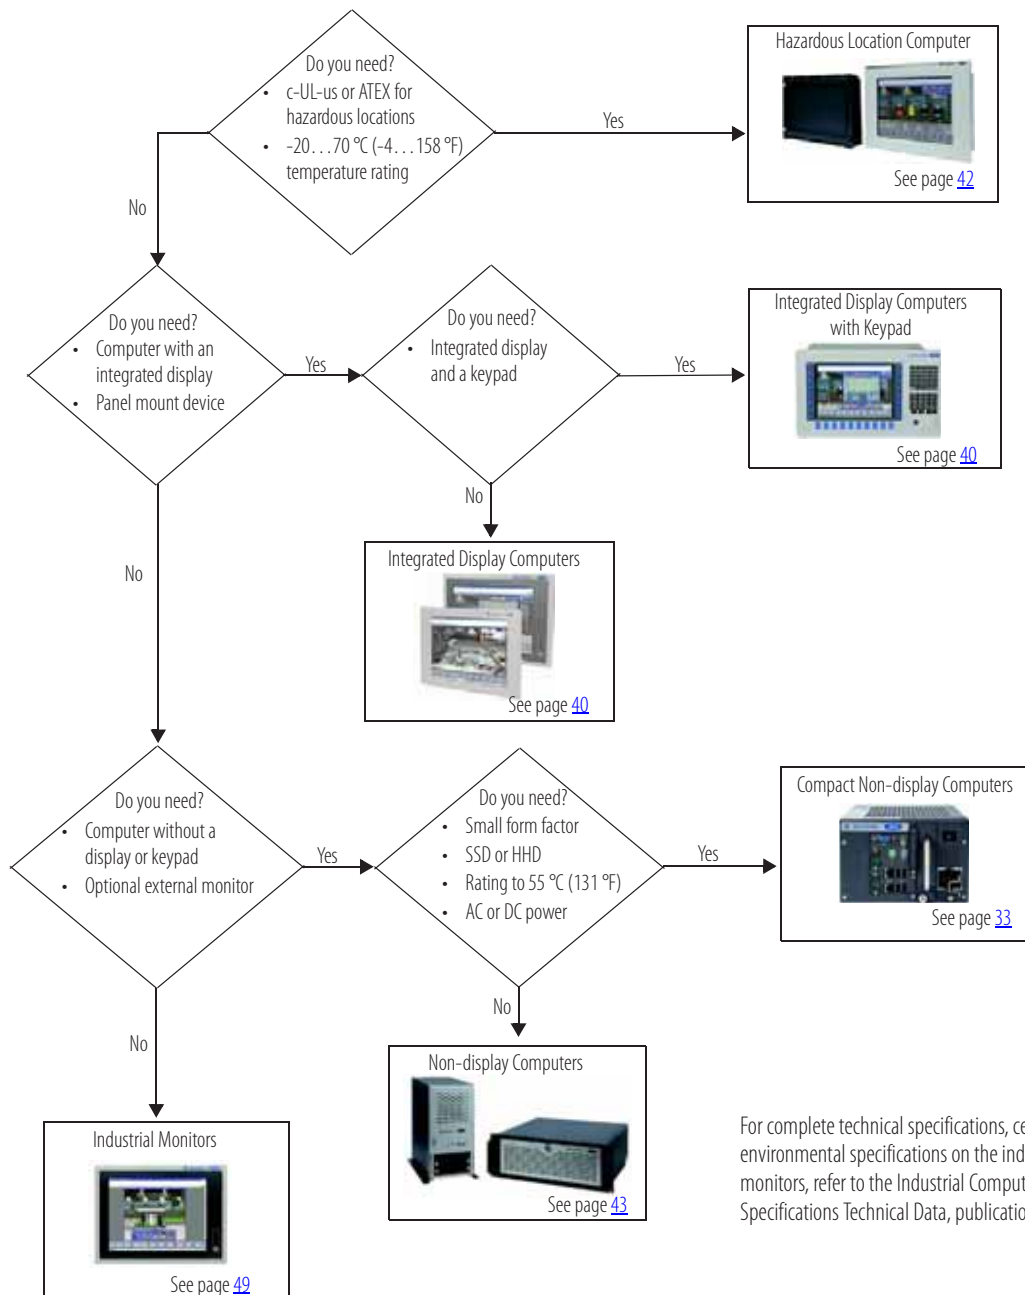 Do you need?
• c-UL-us or ATEX for
hazardous locations
• -20…70 °C (-4…158 °F)
temperature rating
Yes
Hazardous Location Computer
See page 42
No
Do you need?
• Computer with an
integrated display
• Panel mount device
Yes
Do you need?
• Integrated display
and a keypad
Yes
Integrated Display Computers
with Keypad
See page 40
No
Integrated Display Computers
See page 40
No
Do you need?
• Computer without a
display or keypad
• Optional external monitor
Yes
Do you need?
• Small form factor
• SSD or HHD
• Rating to 55 °C (131 °F)
• AC or DC power
Yes
Compact Non-display Computers
See page 33
No
Non-display Computers
See page 43
No
Industrial Monitors
See page 49
For complete technical specifications, ce
environmental specifications on the ind
monitors, refer to the Industrial Comput
Specifications Technical Data, publicatio